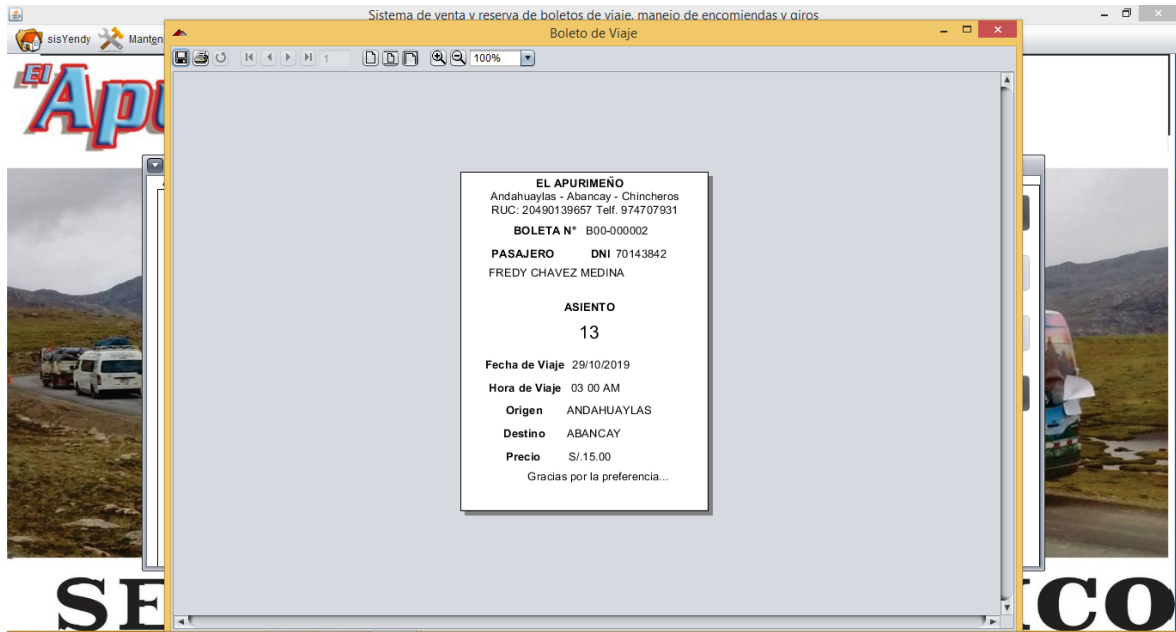 Sistema de venta y reserva de boletos de viaje, manejo de encomiendas y giros
Boleto de Viaje
sisYendy
1
100%
"El
EL APURIMEÑO
Andahuaylas - Abancay - Chincheros
RUC: 20490139657 Telf. 974707931
BOLETA N° B00-000002
PASAJERO DNI 70143842
FREDY CHAVEZ MEDINA
ASIENTO
13
Fecha de Viaje 29/10/2019
Hora de Viaje 03 00 AM
Origen ANDAHUAYLAS
Destino ABANCAY
Precio S/.15.00
Gracias por la preferencia...